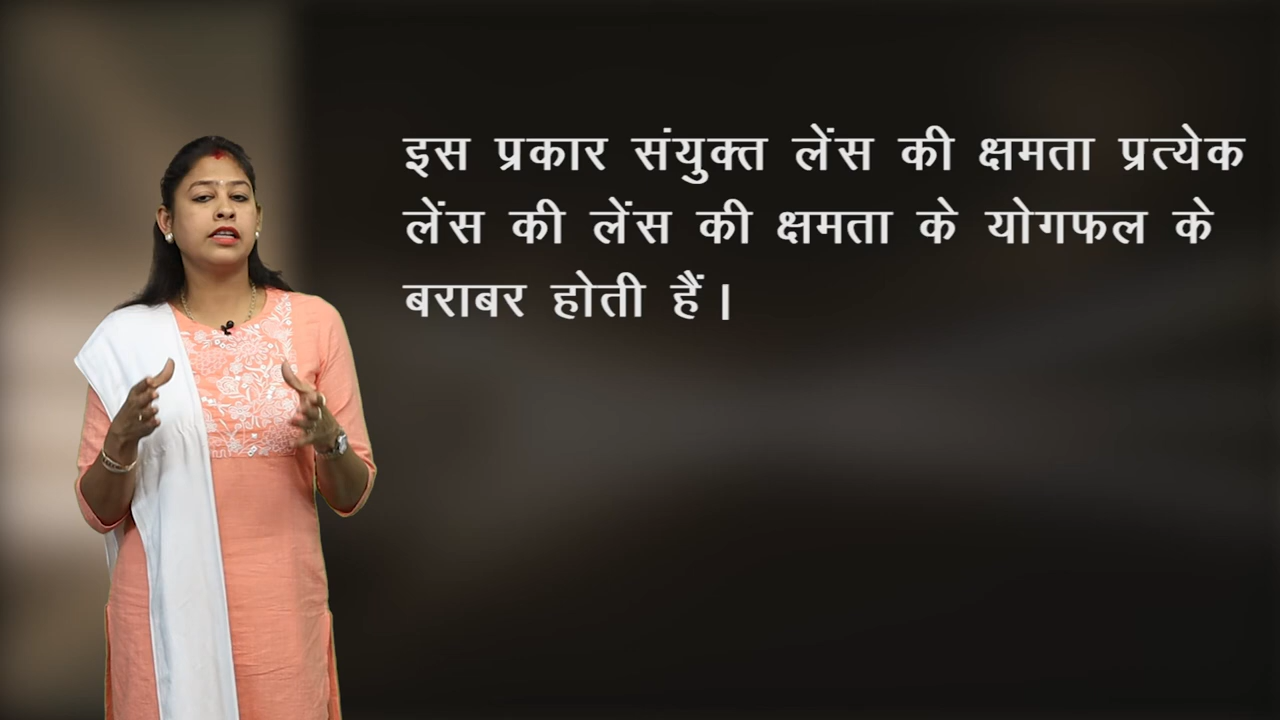 इस प्रकार संयुक्त लेंस की क्षमता प्रत्येक
लेंस की लेंस की क्षमता के योगफल के
बराबर होती हैं।